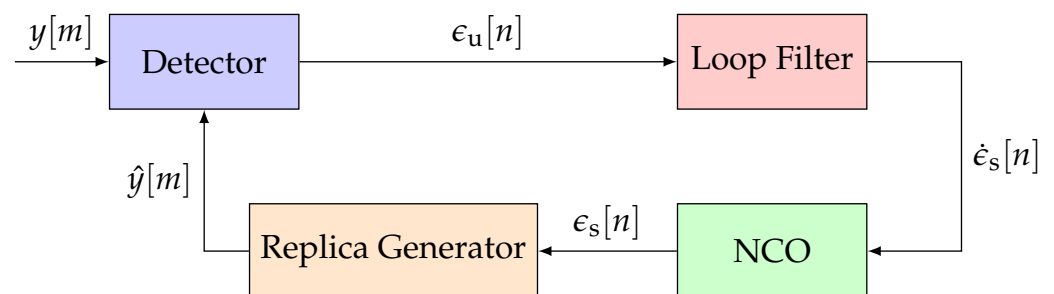 y[m]
Detector
ϵu[n]
Loop Filter
ϵ̇s[n]
ŷ[m]
Replica Generator
ϵs[n]
NCO